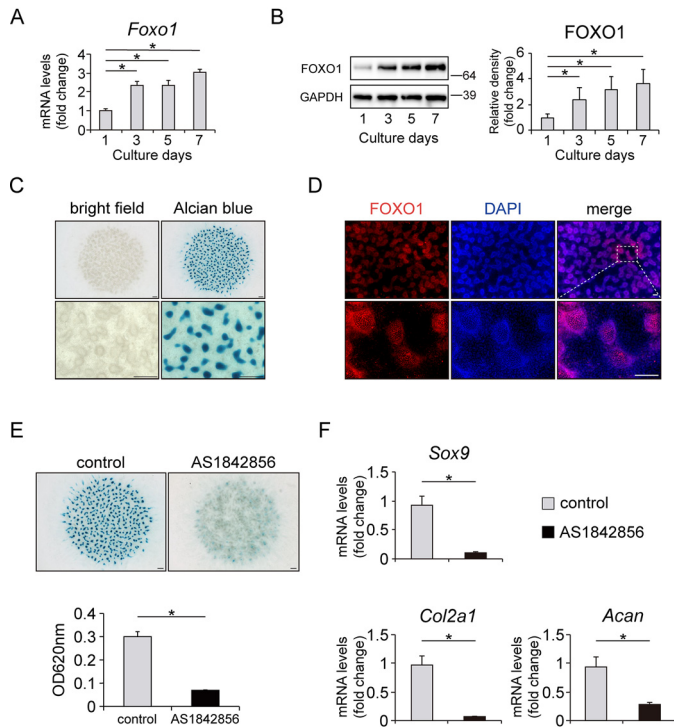 A
Foxo1
mRNA levels
(fold change)
4
3
2
1
0
*
*
*
1 3 5 7
Culture days
B
FOXO1
GAPDH
64
39
1 3 5 7
Culture days
FOXO1
Relative density
(fold change)
6
4
2
0
*
*
*
1 3 5 7
Culture days
C
bright field Alcian blue
D
FOXO1 DAPI merge
E
control AS1842856
OD620nm
0.4
0.3
0.2
0.1
0
*
control AS1842856
F
Sox9
mRNA levels
(fold change)
1.5
1
0.5
0
*
control
AS1842856
Col2a1
mRNA levels
(fold change)
1.5
1
0.5
0
*
Acan
mRNA levels
(fold change)
1.5
1
0.5
0
*